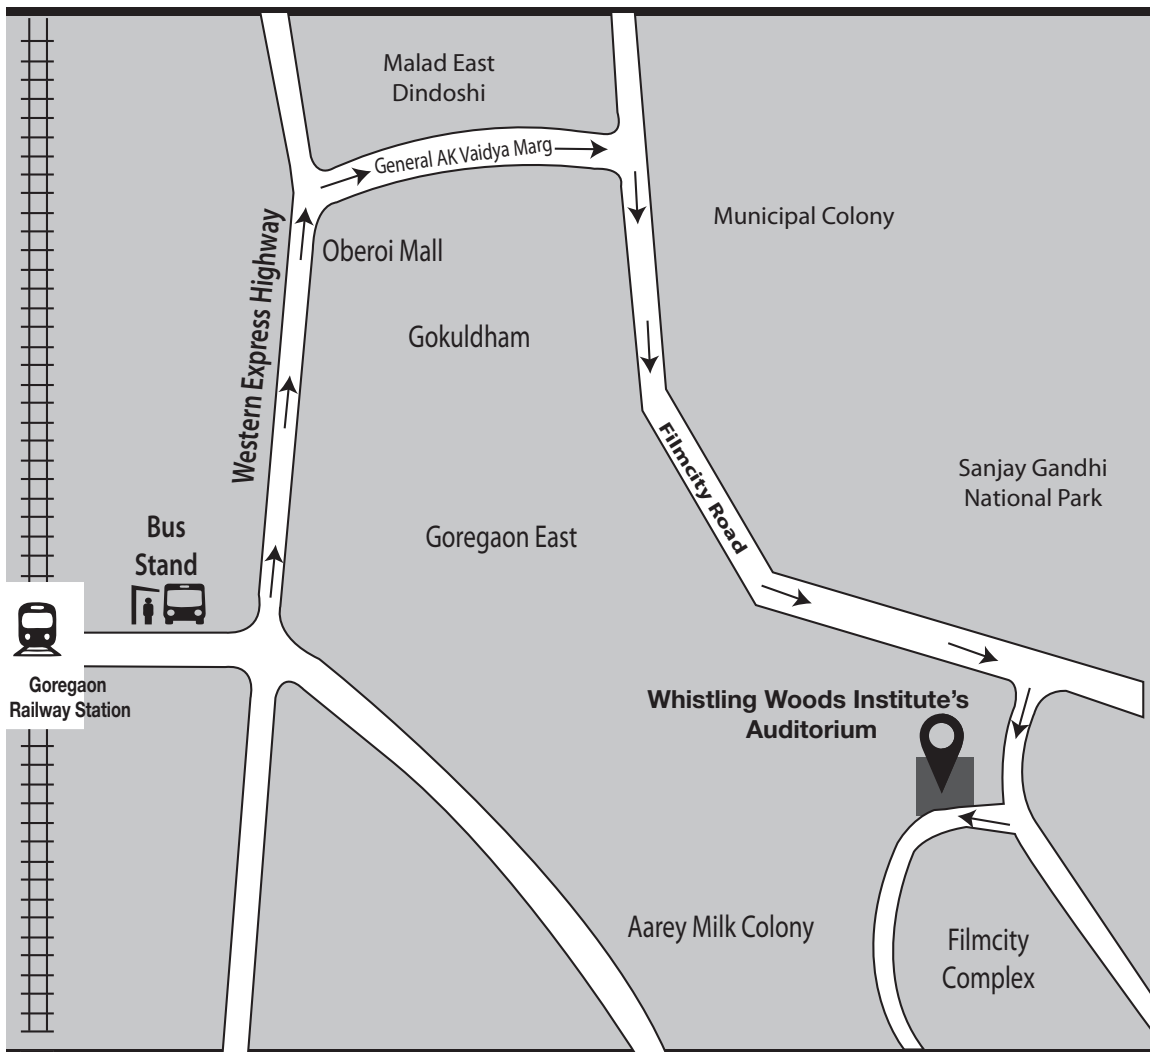 Malad East
Dindoshi
General AK Vaidya Marg
Municipal Colony
Oberoi Mall
Western Express Highway
Gokuldham
Filmcity Road
Sanjay Gandhi
National Park
Bus
Stand
Goregaon East
Goregaon
Railway Station
Whistling Woods Institute’s
Auditorium
Aarey Milk Colony
Filmcity
Complex